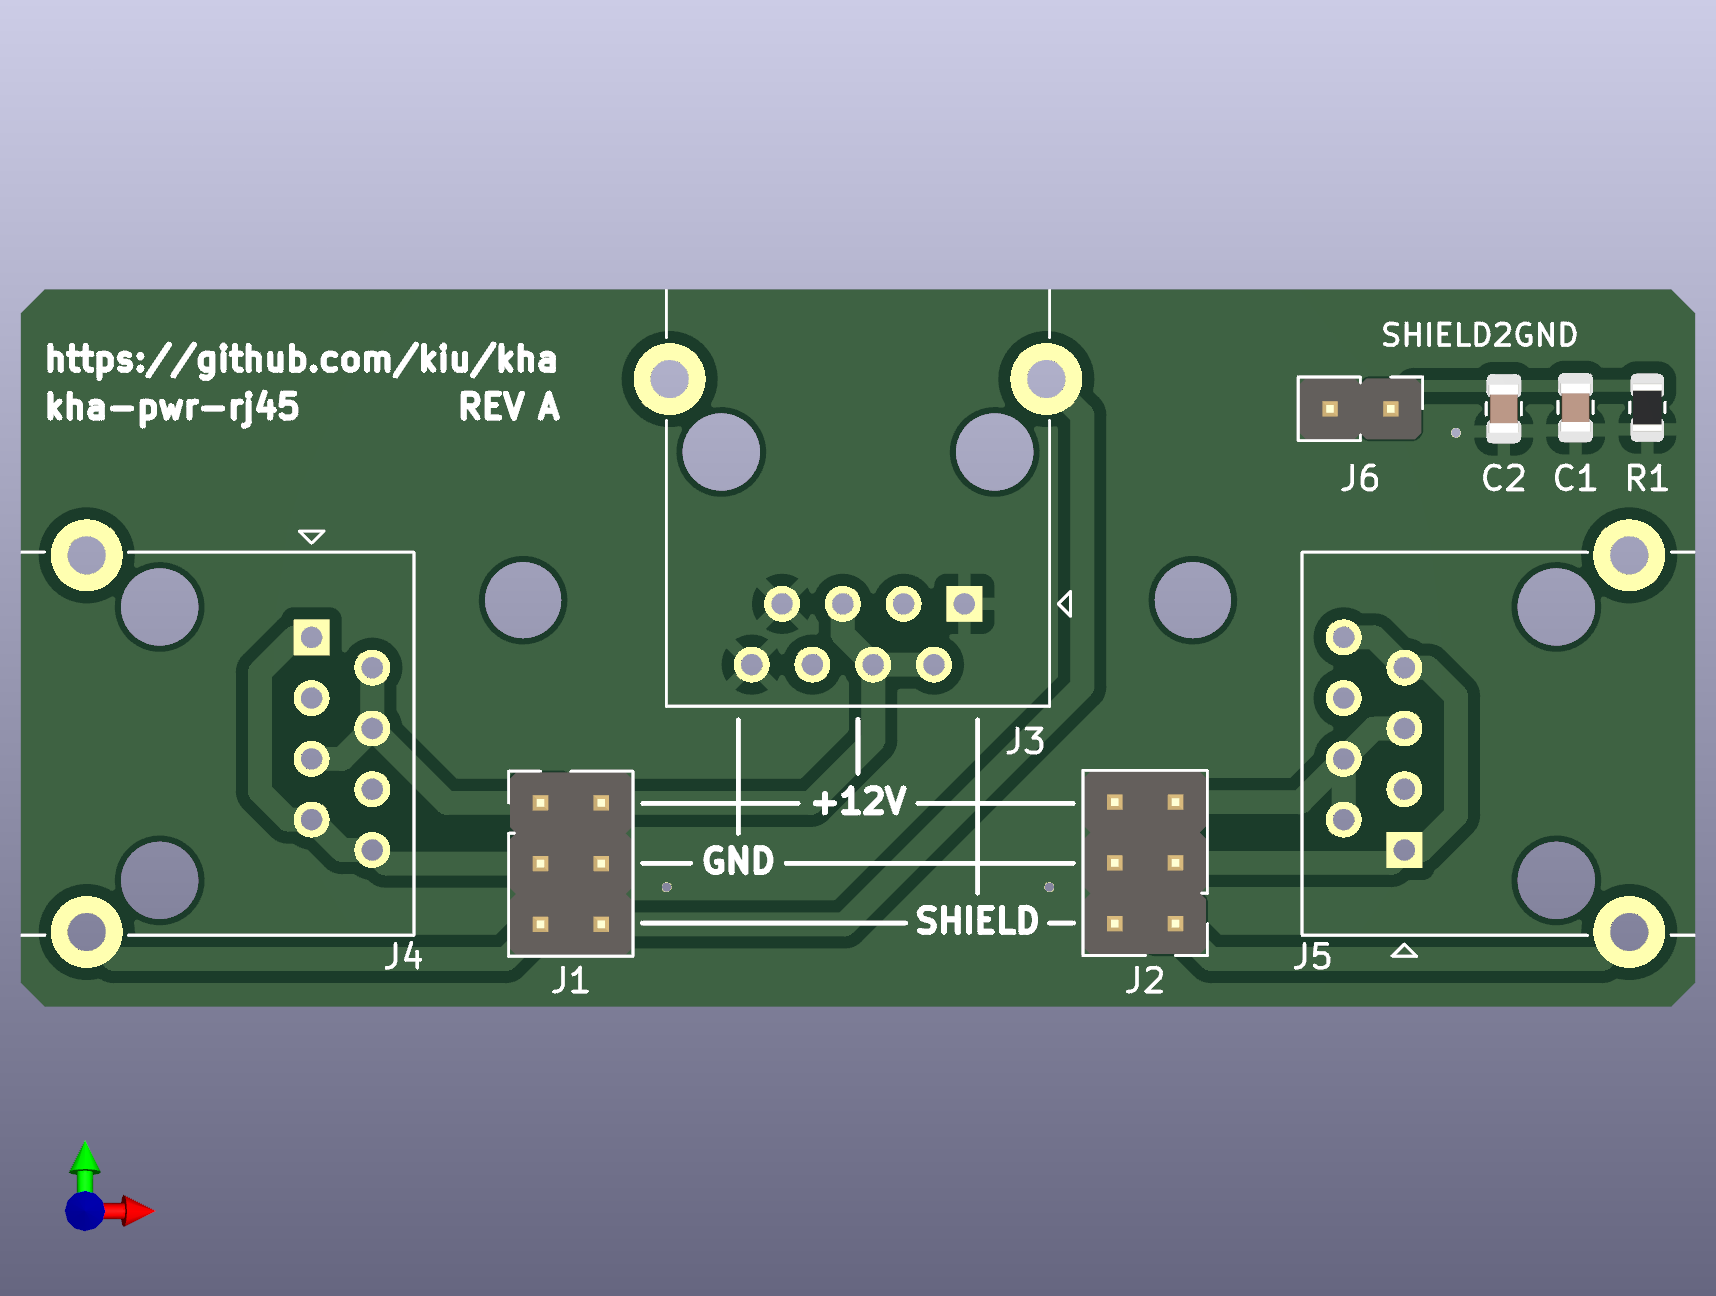 https://github.com/kiu/kha
kha-pwr-rj45 REV A
SHIELD2GND
J6 C2 C1 R1
J3
+12V
GND
SHIELD
J4 J1 J2 J5